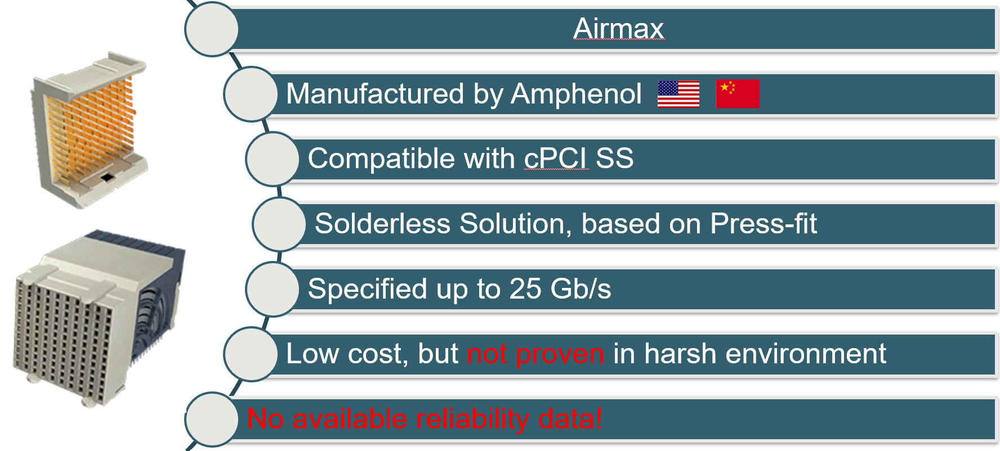 Airmax
Manufactured by Amphenol
Compatible with cPCI SS
Solderless Solution, based on Press-fit
Specified up to 25 Gb/s
Low cost, but not proven in harsh environment
No available reliability data!